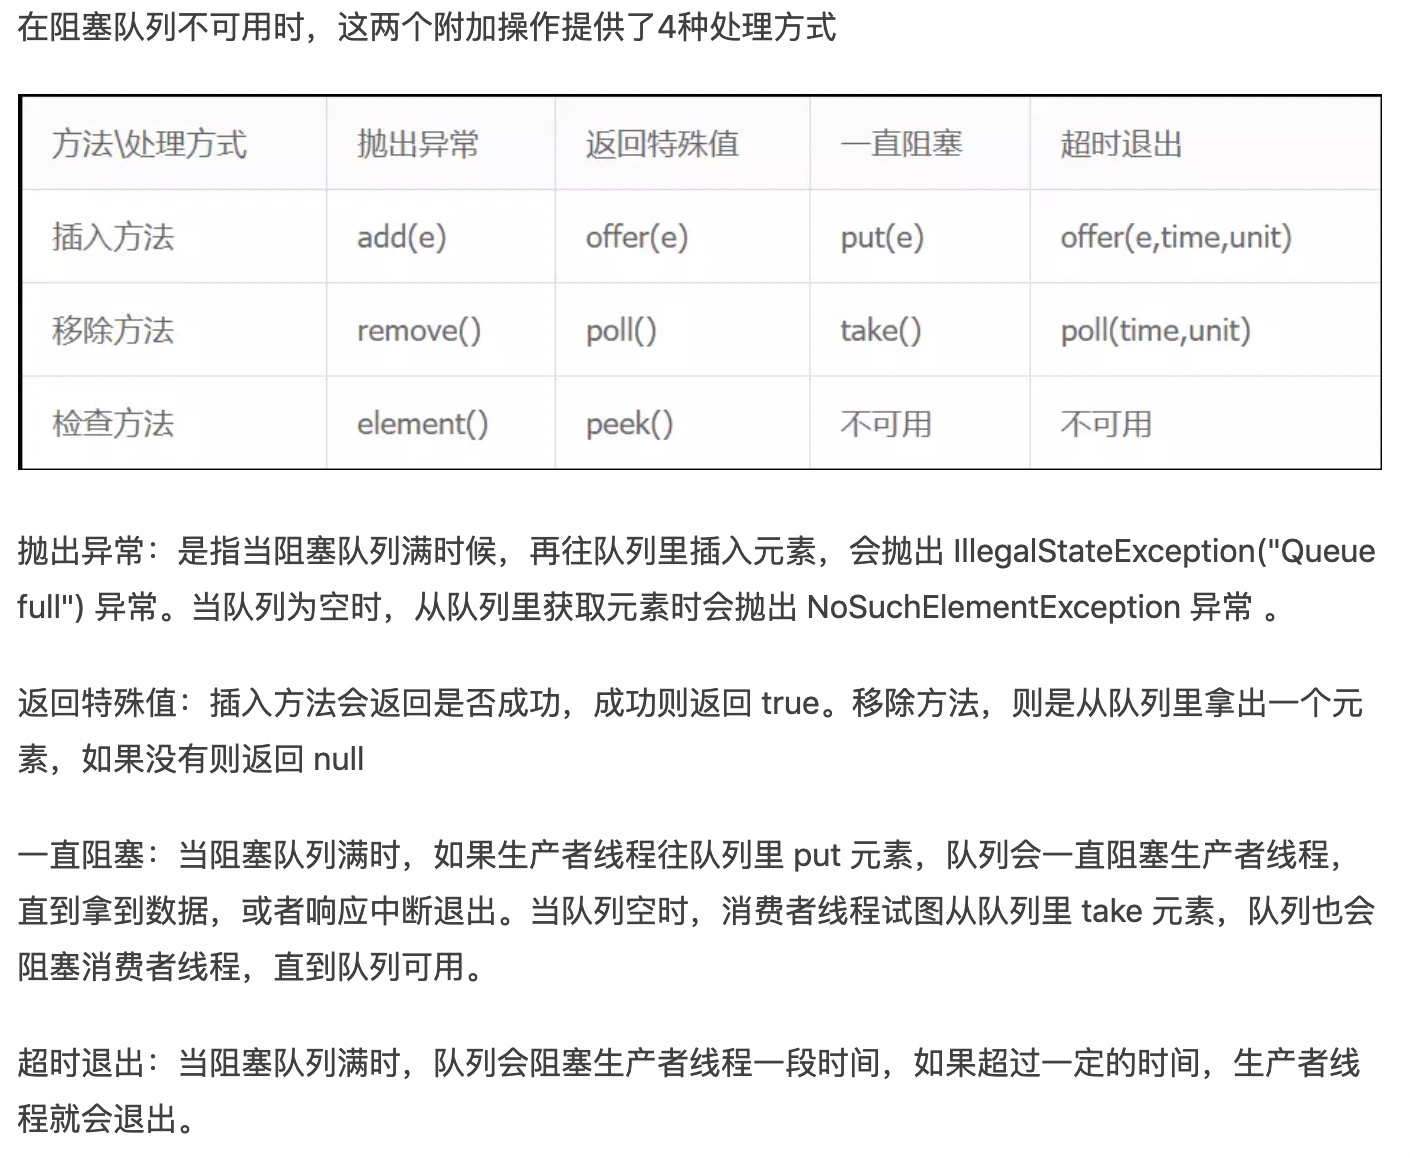 在阻塞队列不可用时，这两个附加操作提供了4种处理方式
方法\处理方式 抛出异常 返回特殊值 一直阻塞 超时退出
插入方法 add(e) offer(e) put(e) offer(e,time,unit)
移除方法 remove() poll() take() poll(time,unit)
检查方法 element() peek() 不可用 不可用
抛出异常：是指当阻塞队列满时候，再往队列里插入元素，会抛出 IllegalStateException("Queue
full") 异常。当队列为空时，从队列里获取元素时会抛出 NoSuchElementException 异常 。
返回特殊值：插入方法会返回是否成功，成功则返回 true。移除方法，则是从队列里拿出一个元
素，如果没有则返回 null
一直阻塞：当阻塞队列满时，如果生产者线程往队列里 put 元素，队列会一直阻塞生产者线程，
直到拿到数据，或者响应中断退出。当队列空时，消费者线程试图从队列里 take 元素，队列也会
阻塞消费者线程，直到队列可用。
超时退出：当阻塞队列满时，队列会阻塞生产者线程一段时间，如果超过一定的时间，生产者线
程就会退出。